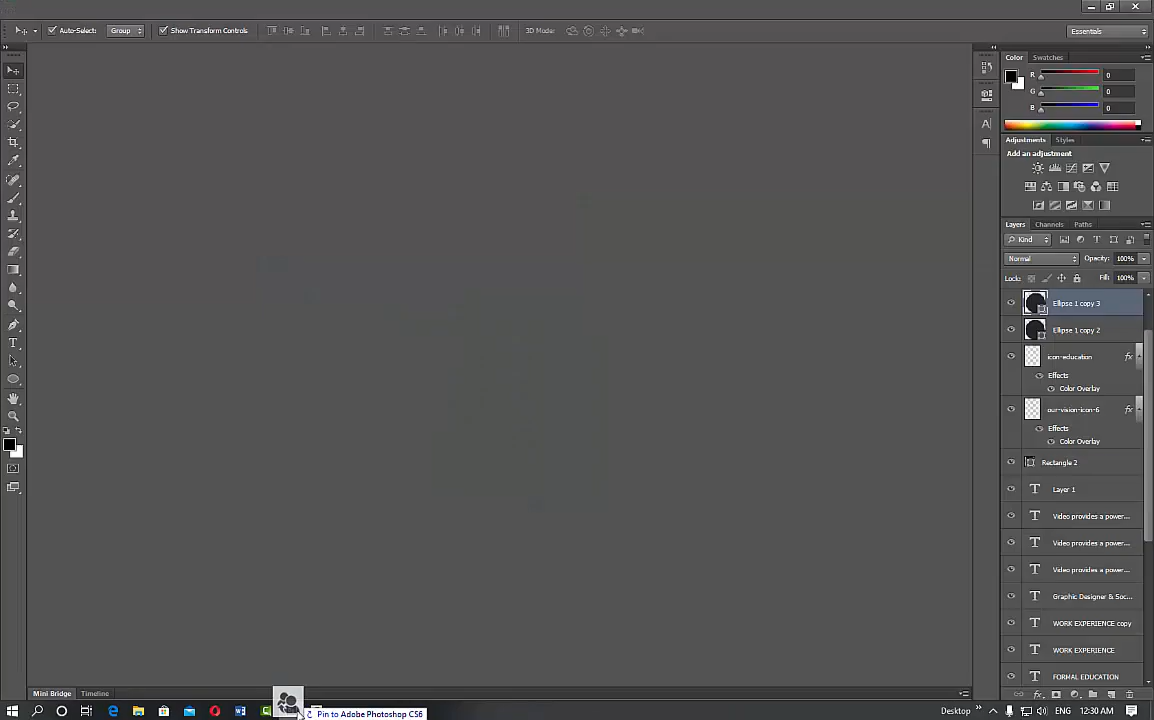 Auto-Select: Group Show Transform Controls 3D Mode: Essentials
Color Swatches
R 0
G 0
B 0
Adjustments Styles
Add an adjustment
Layers Channels Paths
Kind
Normal Opacity: 100%
Lock: Fill: 100%
Ellipse 1 copy 3
Ellipse 1 copy 2
icon-education fx
Effects
Color Overlay
our-vision-icon-6 fx
Effects
Color Overlay
Rectangle 2
T Layer 1
T Video provides a power...
T Video provides a power...
T Video provides a power...
T Graphic Designer & Soc...
T WORK EXPERIENCE copy
T WORK EXPERIENCE
T FORMAL EDUCATION
Mini Bridge Timeline
Pin to Adobe Photoshop CS6
Desktop ENG 12:30 AM